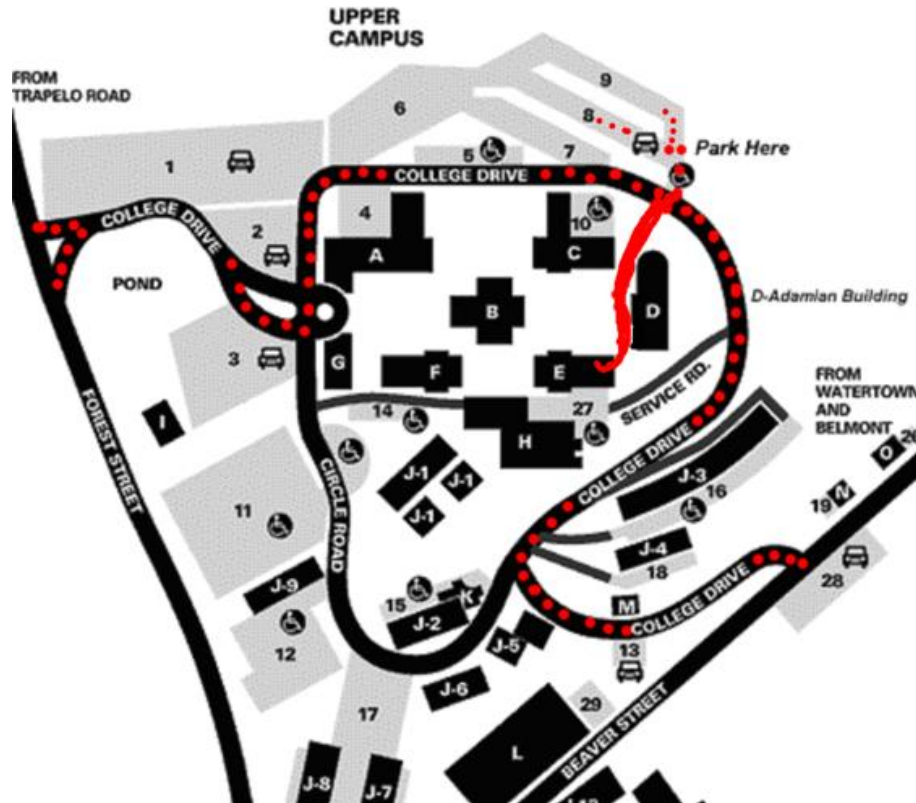 UPPER
CAMPUS
FROM
TRAPELO ROAD
9
8
6
Park Here
1
5
7
COLLEGE DRIVE
COLLEGE DRIVE
2
4
10
A
C
POND
B
D
D-Adamian Building
3
G
F
E
SERVICE RD.
FROM
WATERTOWN
AND
BELMONT
14
27
I
H
FOREST STREET
COLLEGE DRIVE
O
J-1
J-1
J-1
J-3
16
N
19
11
CIRCLE ROAD
J-4
18
28
J-9
15
K
J-2
M
COLLEGE DRIVE
12
J-5
13
J-6
17
29
BEAVER STREET
L
J-8
J-7